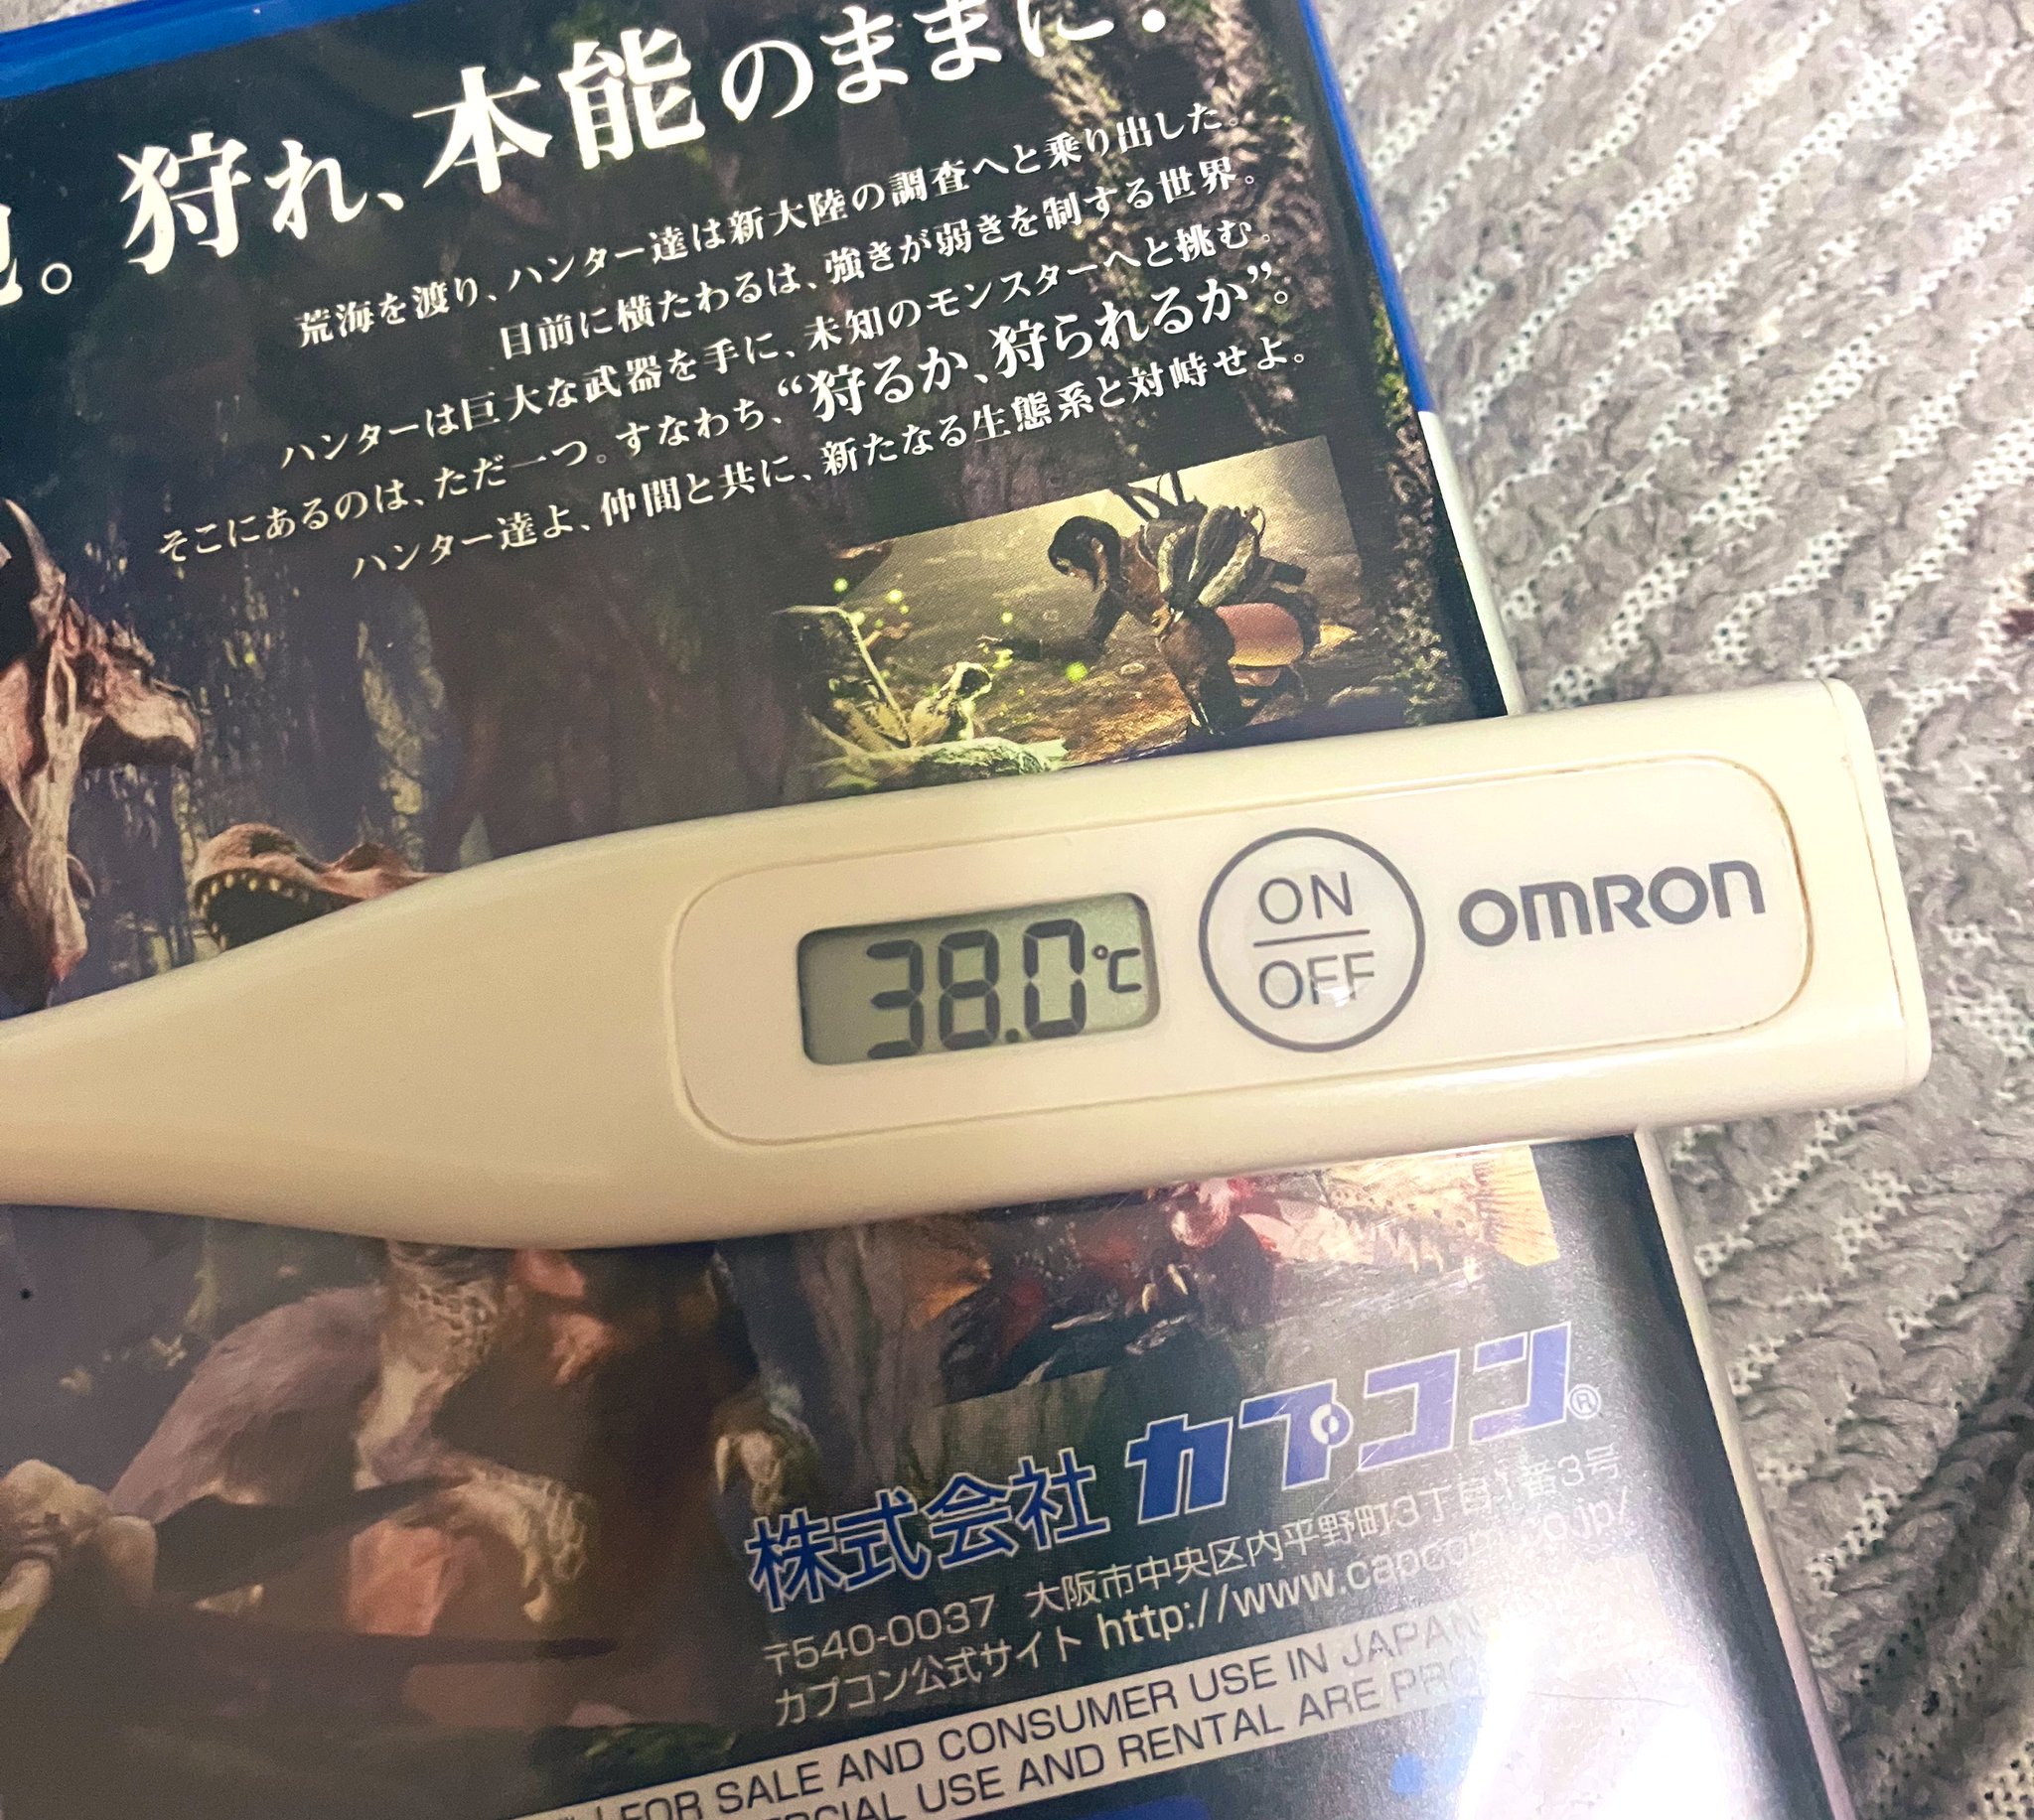 。狩れ、本能のままに!
荒海を渡り、ハンター達は新大陸の調査へと乗り出した。
目前に横たわるは、強きが弱きを制する世界。
ハンターは巨大な武器を手に、未知のモンスターへと挑む。
そこにあるのは、ただ一つ。すなわち、“狩るか、狩られるか”。
ハンター達よ、仲間と共に、新たなる生態系と対峙せよ。
38.0℃
ON
OFF
OMRON
株式会社 カプコン®
〒540-0037 大阪市中央区内平野町3丁目1番3号
カプコン公式サイト http://www.capcom.co.jp/
FOR SALE AND CONSUMER USE IN JAPAN
USE AND RENTAL ARE